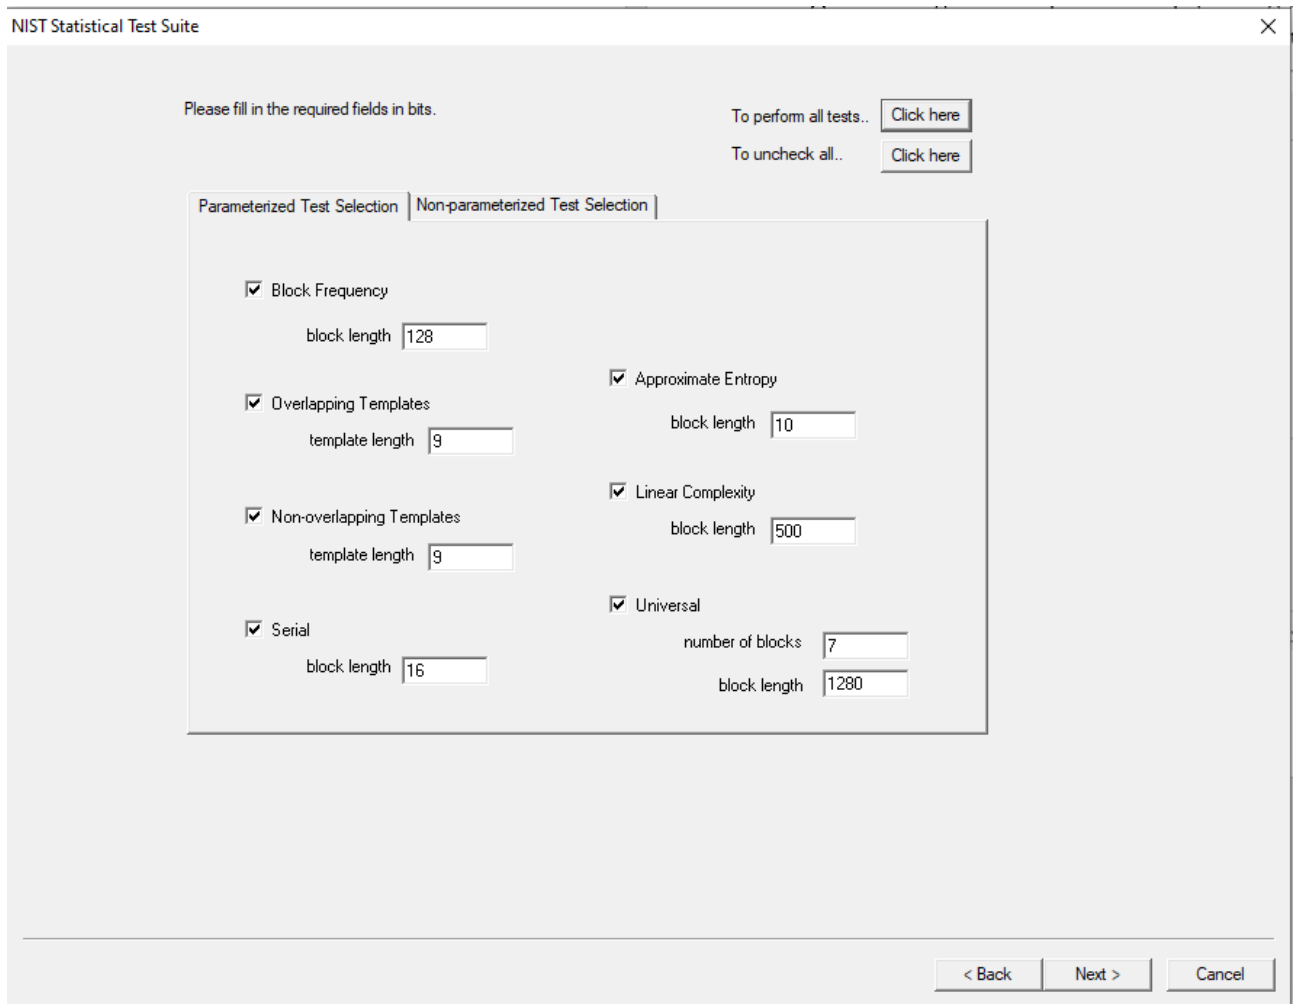 NIST Statistical Test Suite
Please fill in the required fields in bits.
To perform all tests..
Click here
To uncheck all..
Click here
Parameterized Test Selection
Non-parameterized Test Selection
Block Frequency
block length
128
Overlapping Templates
template length
9
Non-overlapping Templates
template length
9
Serial
block length
16
Approximate Entropy
block length
10
Linear Complexity
block length
500
Universal
number of blocks
7
block length
1280
< Back
Next >
Cancel